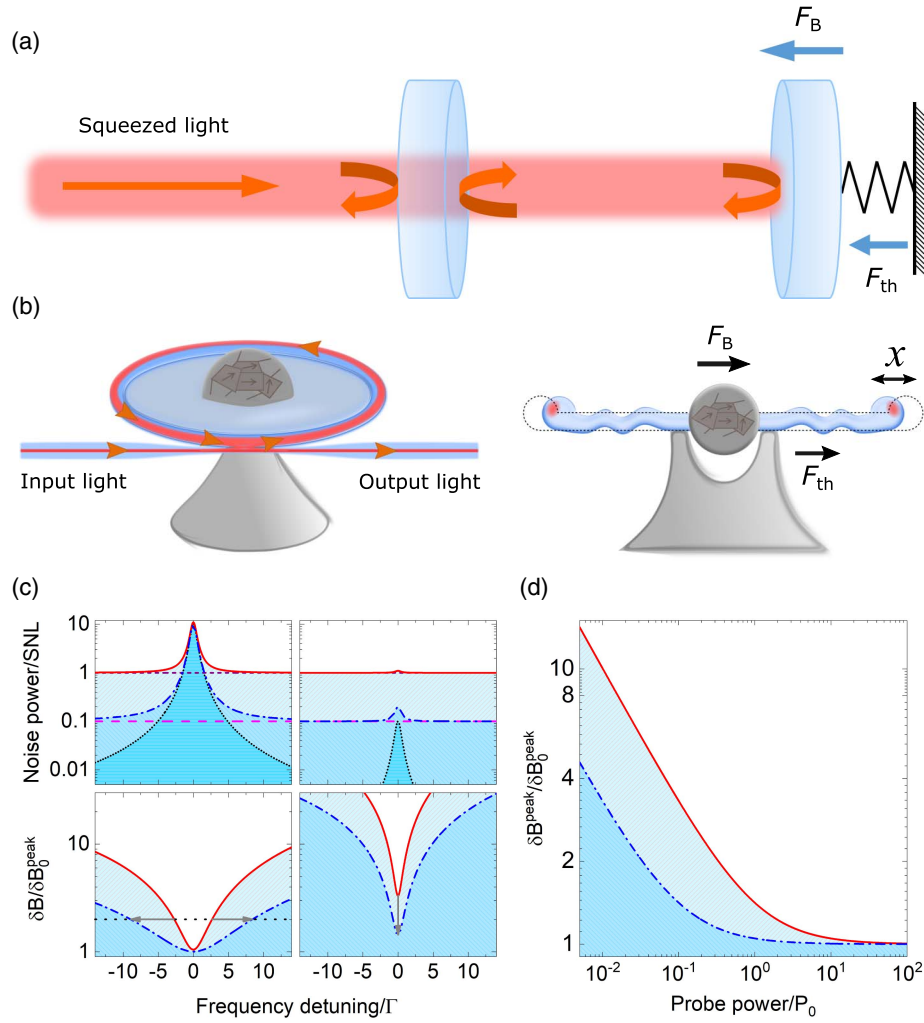 (a)
F_B
Squeezed light
F_th
(b)
F_B
x
Input light
Output light
F_th
(c)
(d)
Noise power/SNL
10
1
0.1
0.01
δB/δB_0^peak
10
1
-10 -5 0 5 10
-10 -5 0 5 10
Frequency detuning/Γ
δB^peak/δB_0^peak
10
8
4
2
1
10^-2 10^-1 10^0 10^1 10^2
Probe power/P_0